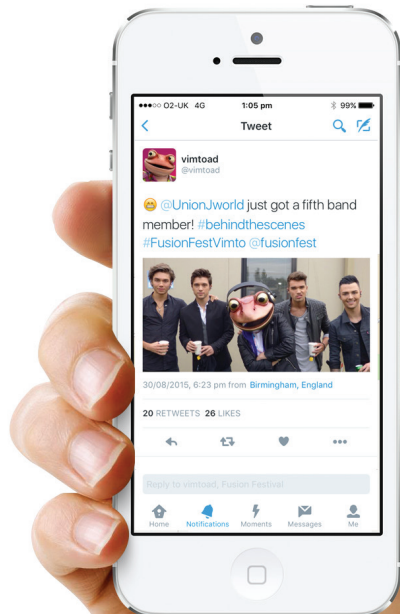 O2-UK 4G 1:05 pm 99%
Tweet
vimtoad
@vimtoad
@UnionJworld just got a fifth band
member! #behindthescenes
#FusionFestVimto @fusionfest
30/08/2015, 6:23 pm from Birmingham, England
20 RETWEETS 26 LIKES
Reply to vimtoad, Fusion Festival
Home Notifications Moments Messages Me